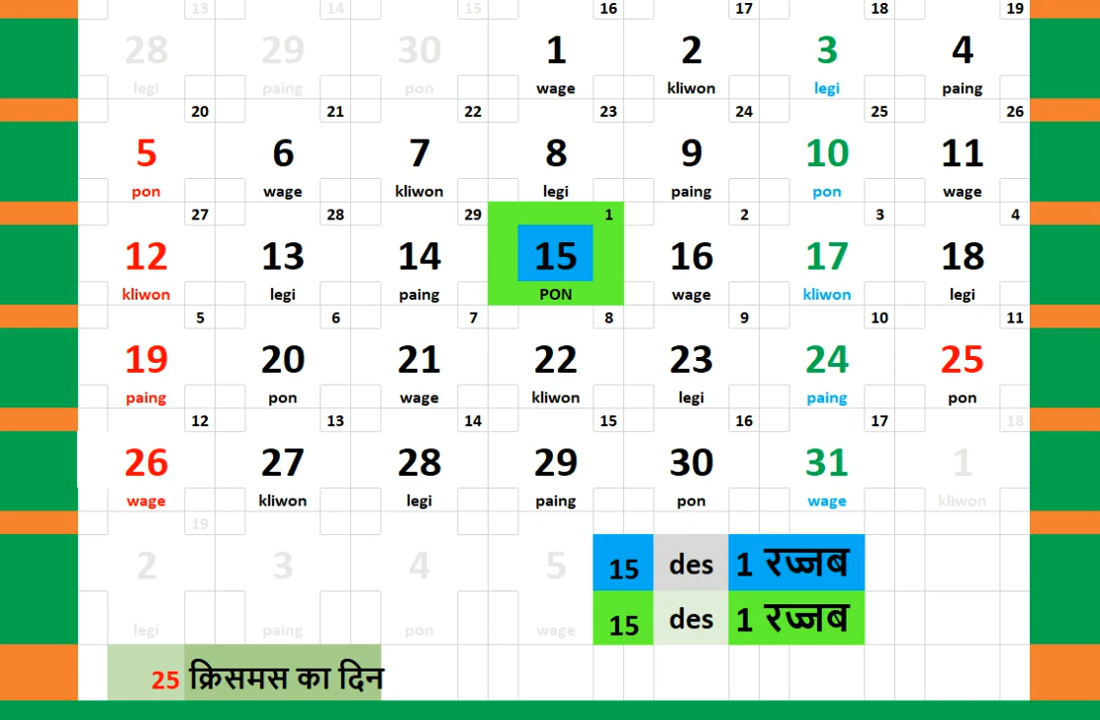 13 14 15 16 17 18 19
28 29 30 1 2 3 4
legi paing pon wage kliwon legi paing
20 21 22 23 24 25 26
5 6 7 8 9 10 11
pon wage kliwon legi paing pon wage
27 28 29 1 2 3 4
12 13 14 15 16 17 18
kliwon legi paing PON wage kliwon legi
5 6 7 8 9 10 11
19 20 21 22 23 24 25
paing pon wage kliwon legi paing pon
12 13 14 15 16 17 18
26 27 28 29 30 31 1
wage kliwon legi paing pon wage kliwon
19
2 3 4 5 15 des 1 रज्जब
legi paing pon wage 15 des 1 रज्जब
25 क्रिसमस का दिन